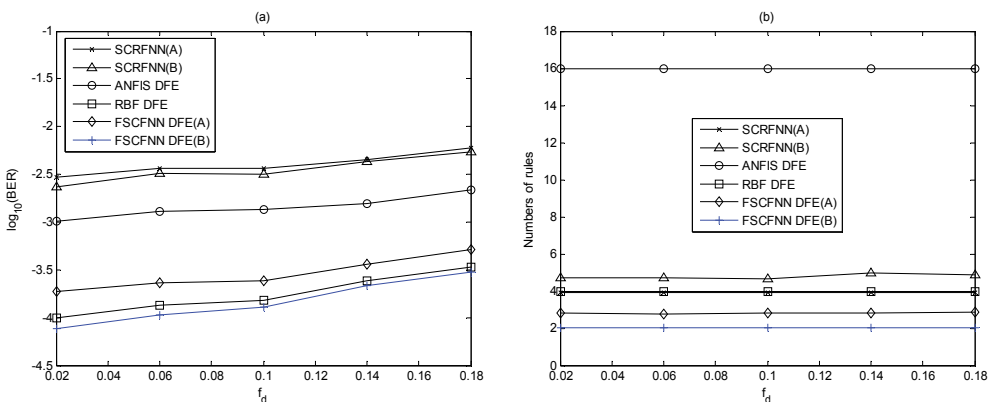 (a)
-1
-1.5
-2
-2.5
-3
-3.5
-4
-4.5
log10(BER)
SCRFNN(A)
SCRFNN(B)
ANFIS DFE
RBF DFE
FSCFNN DFE(A)
FSCFNN DFE(B)
0.02 0.04 0.06 0.08 0.1 0.12 0.14 0.16 0.18
fd
(b)
18
16
14
12
10
8
6
4
2
0
Numbers of rules
SCRFNN(A)
SCRFNN(B)
ANFIS DFE
RBF DFE
FSCFNN DFE(A)
FSCFNN DFE(B)
0.02 0.04 0.06 0.08 0.1 0.12 0.14 0.16 0.18
fd